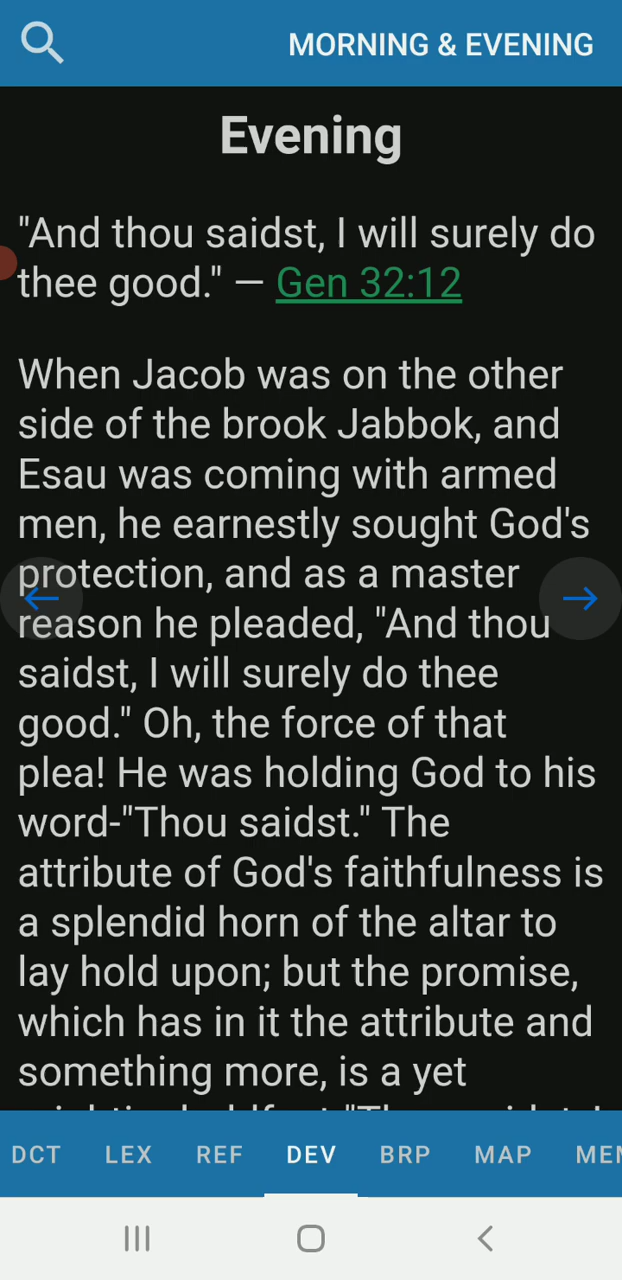 MORNING & EVENING
Evening
"And thou saidst, I will surely do
thee good." — Gen 32:12
When Jacob was on the other
side of the brook Jabbok, and
Esau was coming with armed
men, he earnestly sought God's
protection, and as a master
reason he pleaded, "And thou
saidst, I will surely do thee
good." Oh, the force of that
plea! He was holding God to his
word-"Thou saidst." The
attribute of God's faithfulness is
a splendid horn of the altar to
lay hold upon; but the promise,
which has in it the attribute and
something more, is a yet
DCT LEX REF DEV BRP MAP